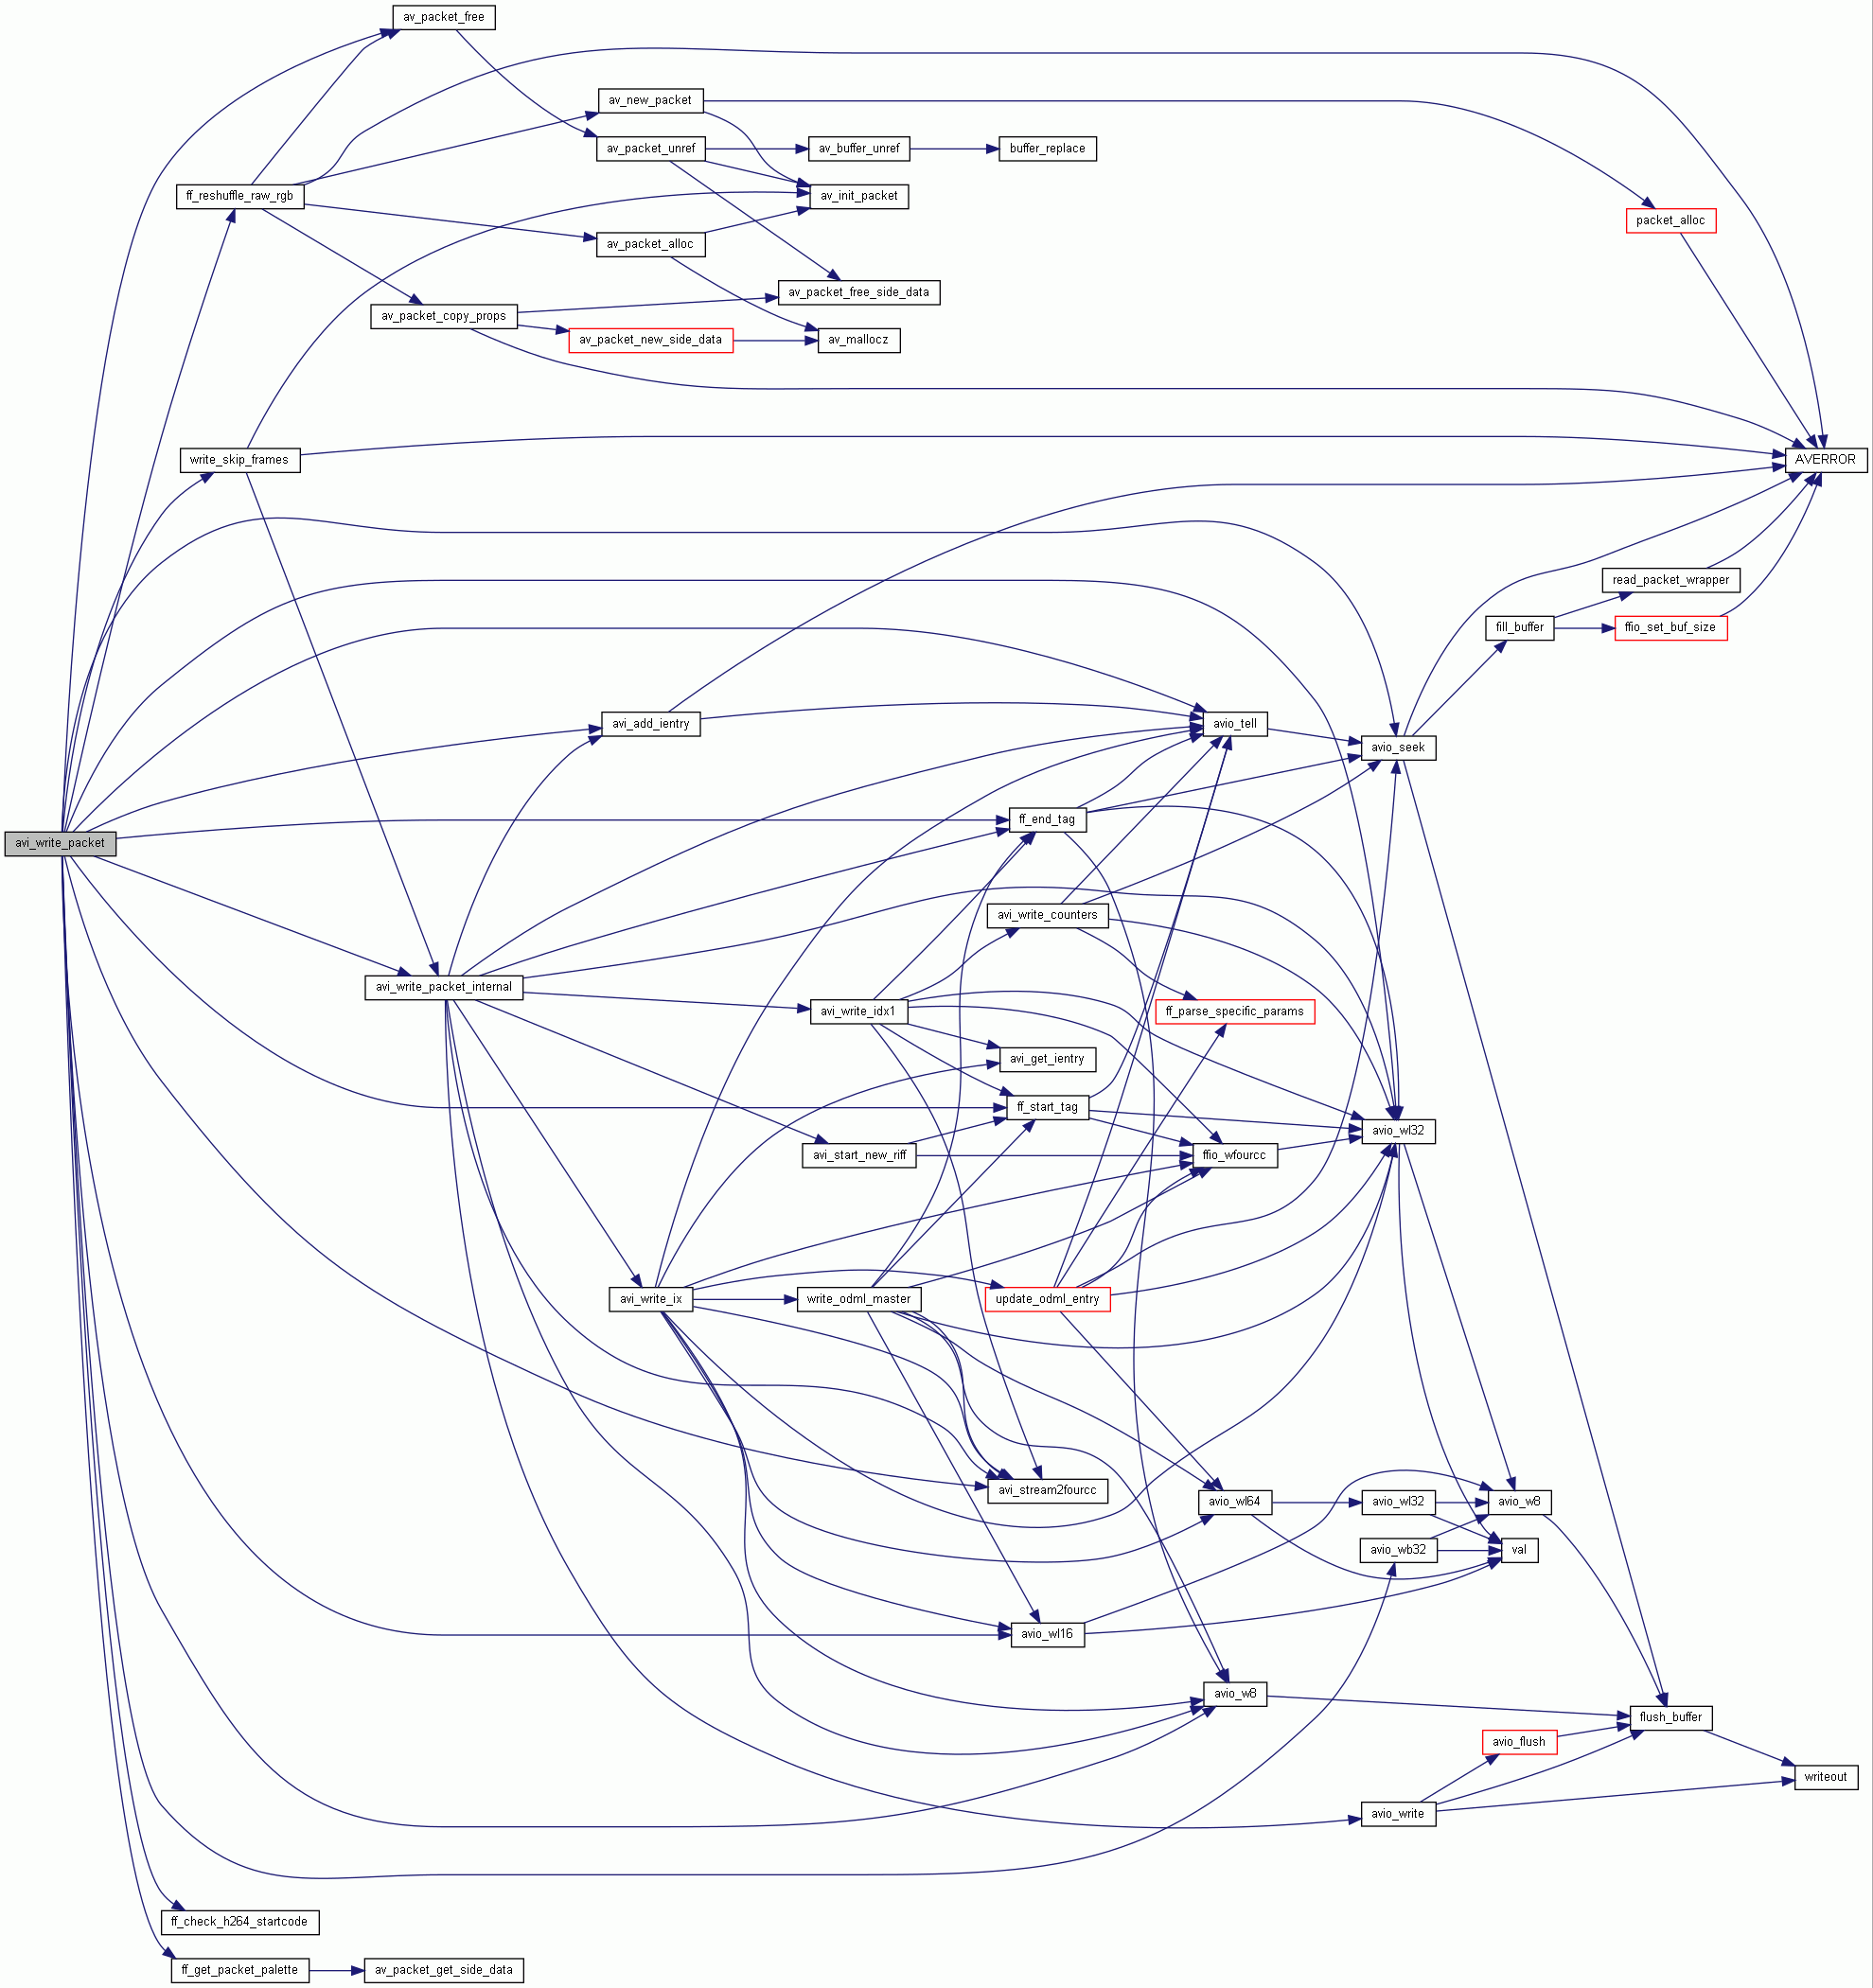 av_packet_free
av_new_packet
av_packet_unref
av_buffer_unref
buffer_replace
ff_reshuffle_raw_rgb
av_init_packet
packet_alloc
av_packet_alloc
av_packet_free_side_data
av_packet_copy_props
av_packet_new_side_data
av_mallocz
write_skip_frames
AVERROR
read_packet_wrapper
fill_buffer
ffio_set_buf_size
avi_add_ientry
avio_tell
avio_seek
ff_end_tag
avi_write_packet
avi_write_counters
avi_write_packet_internal
avi_write_idx1
ff_parse_specific_params
avi_get_ientry
ff_start_tag
avio_wl32
avi_start_new_riff
ffio_wfourcc
avi_write_ix
write_odml_master
update_odml_entry
avi_stream2fourcc
avio_wl64
avio_wl32
avio_w8
avio_wb32
val
avio_wl16
avio_w8
flush_buffer
avio_flush
writeout
avio_write
ff_check_h264_startcode
ff_get_packet_palette
av_packet_get_side_data